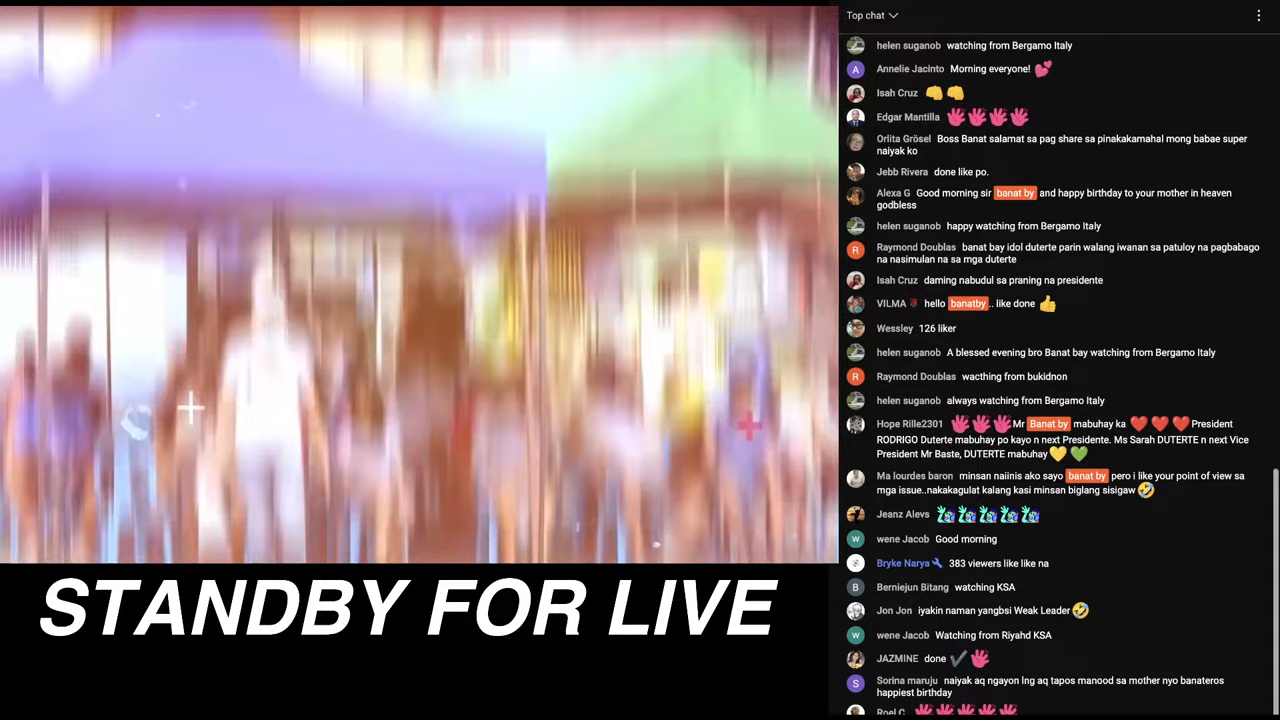 Top chat
helen suganob watching from Bergamo Italy
A Annelie Jacinto Morning everyone! 💕
Isah Cruz 👊👊
Edgar Mantilla
Orlita Grösel Boss Banat salamat sa pag share sa pinakakamahal mong babae super
naiyak ko
Jebb Rivera done like po.
Alexa G Good morning sir banat by and happy birthday to your mother in heaven
godbless
helen suganob happy watching from Bergamo Italy
R Raymond Doublas banat bay idol duterte parin walang iwanan sa patuloy na pagbabago
na nasimulan na sa mga duterte
Isah Cruz daming nabudul sa praning na presidente
VILMA🌹 hello banatby.. like done 👍
Wessley 126 liker
helen suganob A blessed evening bro Banat bay watching from Bergamo Italy
R Raymond Doublas wacthing from bukidnon
helen suganob always watching from Bergamo Italy
Hope Rille2301 Mr Banat by mabuhay ka ❤️❤️❤️President
RODRIGO Duterte mabuhay po kayo n next Presidente. Ms Sarah DUTERTE n next Vice
President Mr Baste, DUTERTE mabuhay💛💚
Ma lourdes baron minsan naiinis ako sayo banat by pero i like your point of view sa
mga issue..nakakagulat kalang kasi minsan biglang sisigaw🤣
Jeanz Alevs
w wene Jacob Good morning
Bryke Narya 383 viewers like like na
B Berniejun Bitang watching KSA
Jon Jon iyakin naman yangbsi Weak Leader🤣
w wene Jacob Watching from Riyahd KSA
JAZMINE done ✔️
S Sorina maruju naiyak aq ngayon lng aq tapos manood sa mother nyo banateros
happiest birthday
Roel C
STANDBY FOR LIVE